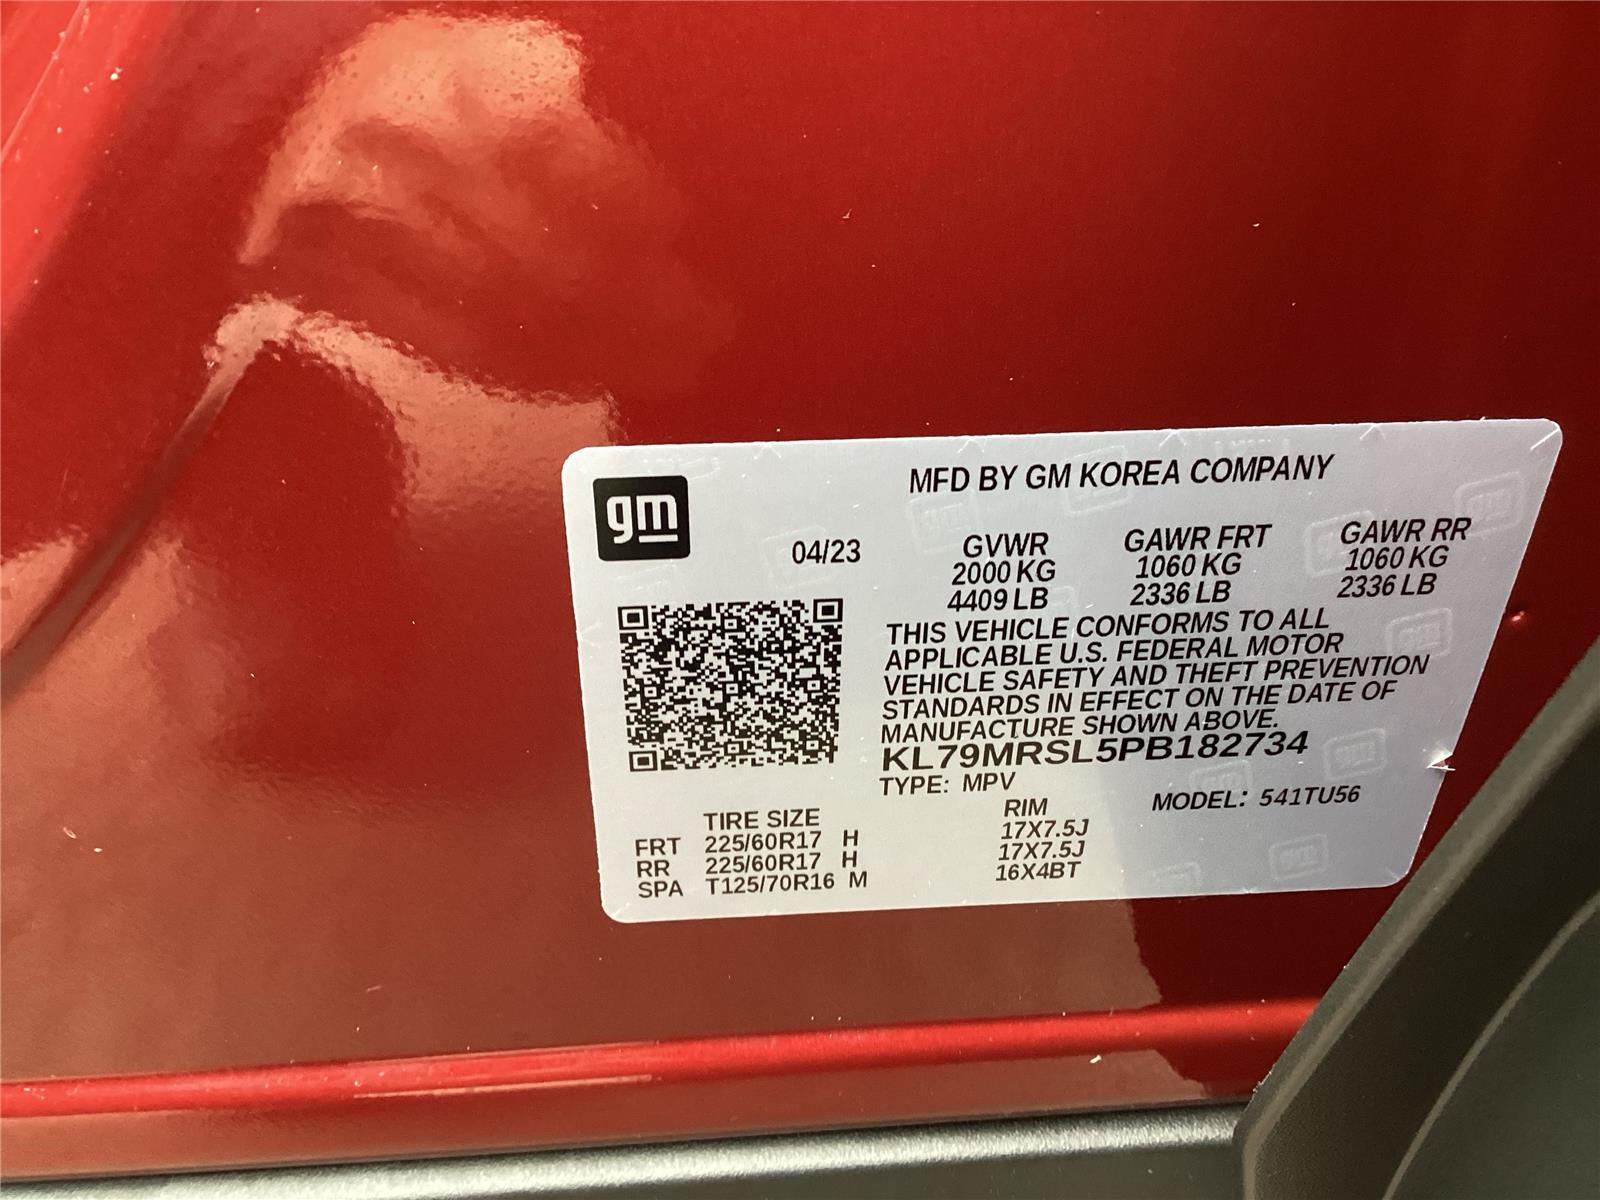 gm
MFD BY GM KOREA COMPANY
04/23
GVWR GAWR FRT GAWR RR
2000 KG 1060 KG 1060 KG
4409 LB 2336 LB 2336 LB
THIS VEHICLE CONFORMS TO ALL
APPLICABLE U.S. FEDERAL MOTOR
VEHICLE SAFETY AND THEFT PREVENTION
STANDARDS IN EFFECT ON THE DATE OF
MANUFACTURE SHOWN ABOVE.
KL79MRSL5PB182734
TYPE: MPV MODEL: 541TU56
TIRE SIZE RIM
FRT 225/60R17 H 17X7.5J
RR 225/60R17 H 17X7.5J
SPA T125/70R16 M 16X4BT